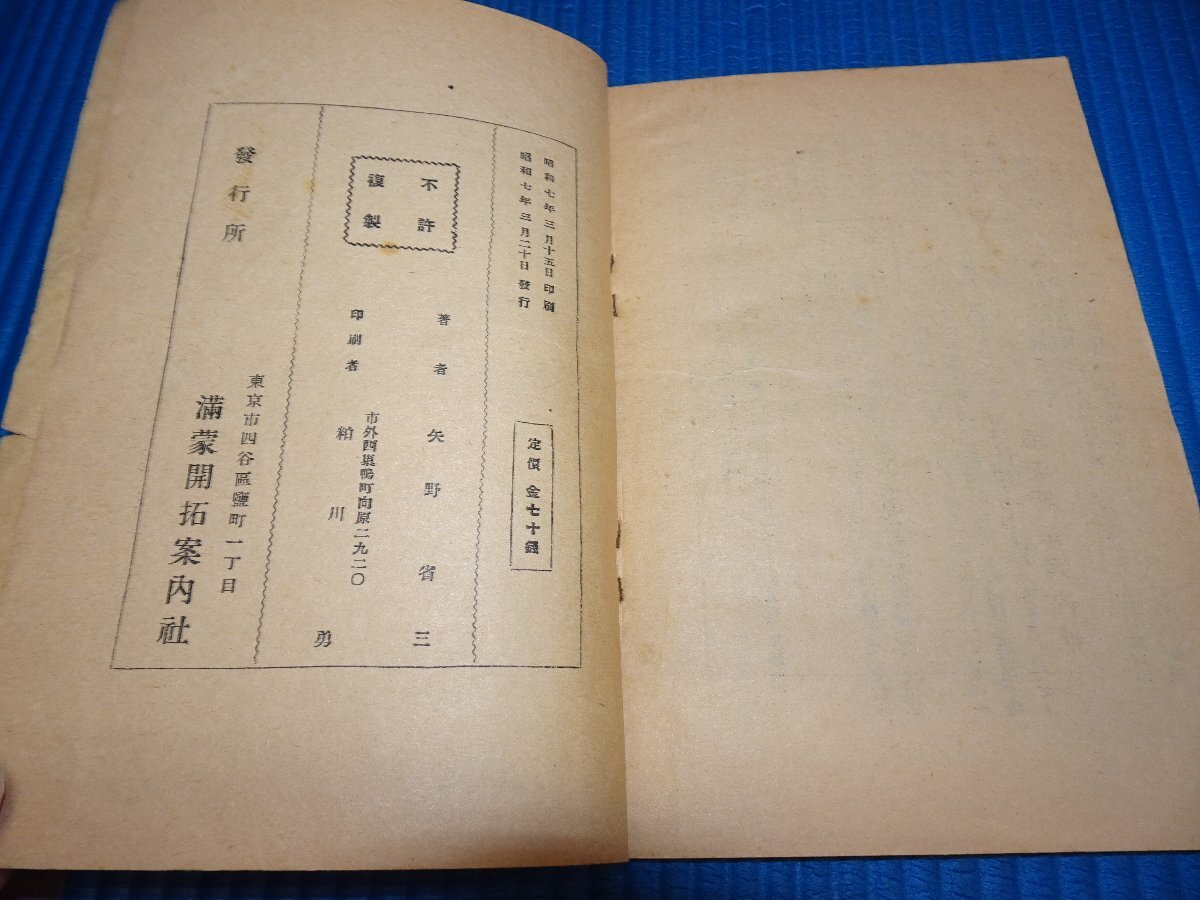 昭和七年三月十五日印刷
昭和七年三月二十日發行
定價 金七十錢
不許
複製
著者 矢野省三
市外西巢鴨町向原二九二〇
印刷者 粕川勇
東京市四谷區鹽町一丁目
發行所 滿蒙開拓案內社